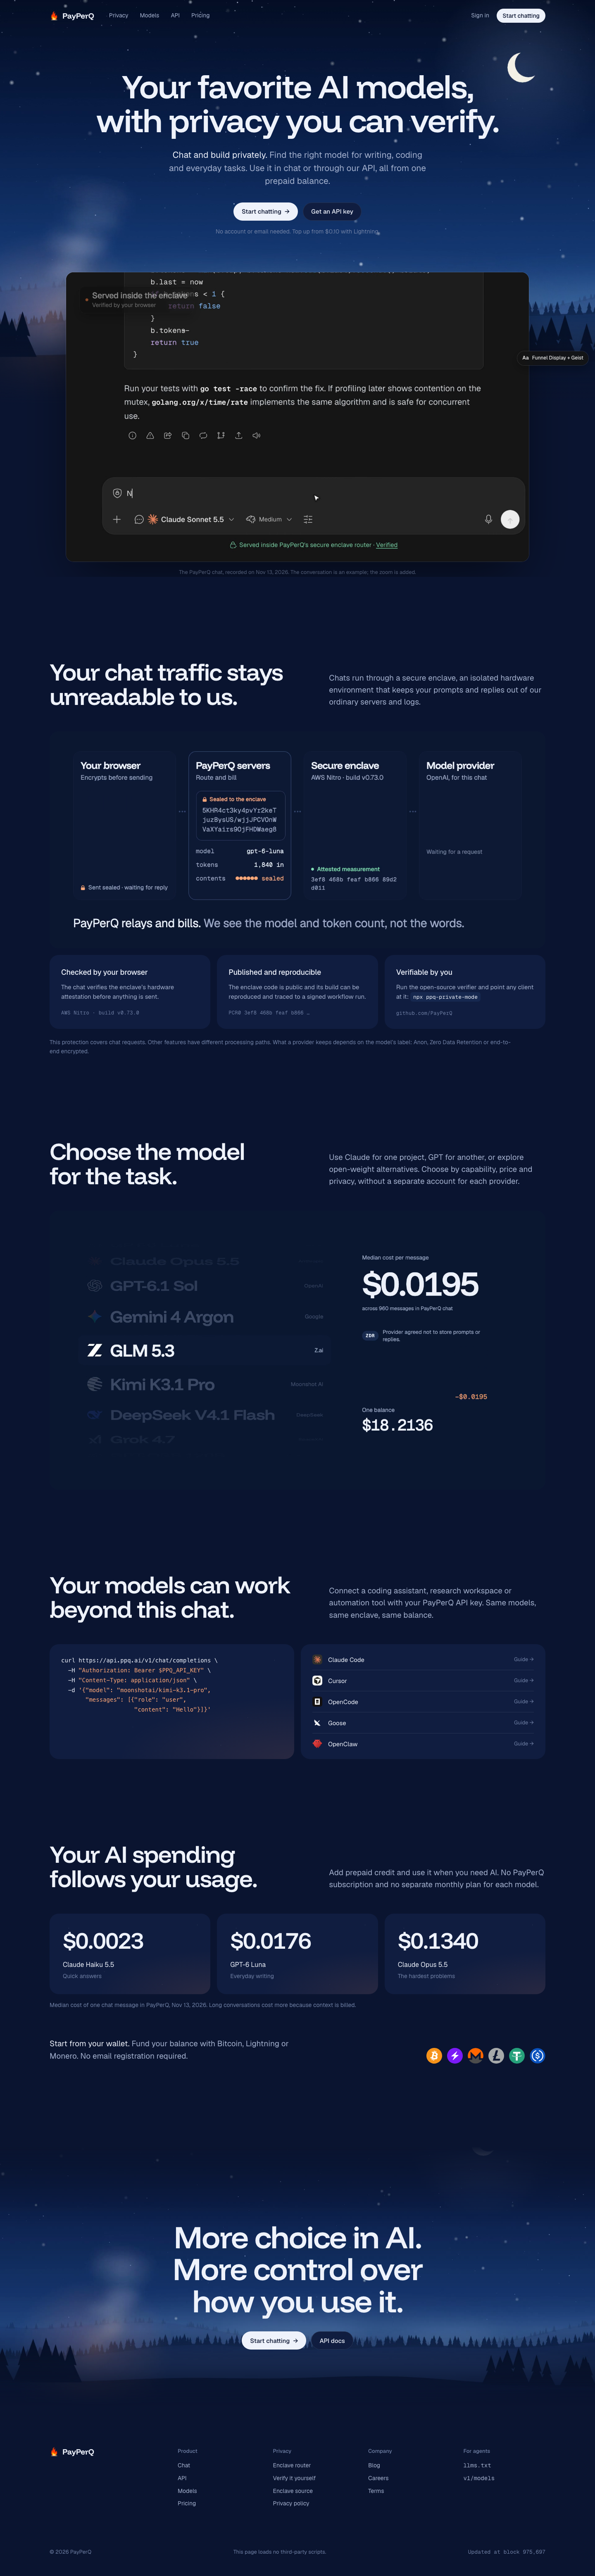 PayPerQ
Privacy
Models
API
Pricing
Sign in
Start chatting
Your favorite AI models,
with privacy you can verify.
Chat and build privately. Find the right model for writing, coding
and everyday tasks. Use it in chat or through our API, all from one
prepaid balance.
Start chatting →
Get an API key
No account or email needed. Top up from $0.10 with Lightning.
b.last = now
Served inside the enclave
s < 1 {
Verified by your browser
return false
}
b.tokens--
return true
}
Aa Funnel Display + Geist
Run your tests with go test -race to confirm the fix. If profiling later shows contention on the
mutex, golang.org/x/time/rate implements the same algorithm and is safe for concurrent
use.
N
Claude Sonnet 5.5
Medium
Served inside PayPerQ's secure enclave router · Verified
The PayPerQ chat, recorded on Nov 13, 2026. The conversation is an example; the zoom is added.
Your chat traffic stays
unreadable to us.
Chats run through a secure enclave, an isolated hardware
environment that keeps your prompts and replies out of our
ordinary servers and logs.
Your browser
Encrypts before sending
Sent sealed · waiting for reply
PayPerQ servers
Route and bill
Sealed to the enclave
5KHR4ct3ky4pvYr2keT
juz8ysUS/wjjJPCVOnW
VaXYairs9OjFHDWaeg8
model gpt-6-luna
tokens 1,840 in
contents sealed
Secure enclave
AWS Nitro · build v0.73.0
Attested measurement
3ef8 468b feaf b866 89d2
d011
Model provider
OpenAI, for this chat
Waiting for a request
PayPerQ relays and bills. We see the model and token count, not the words.
Checked by your browser
The chat verifies the enclave's hardware
attestation before anything is sent.
AWS Nitro · build v0.73.0
Published and reproducible
The enclave code is public and its build can be
reproduced and traced to a signed workflow run.
PCR0 3ef8 468b feaf b866 …
Verifiable by you
Run the open-source verifier and point any client
at it: npx ppq-private-mode
github.com/PayPerQ
This protection covers chat requests. Other features have different processing paths. What a provider keeps depends on the model's label: Anon, Zero Data Retention or end-to-
end encrypted.
Choose the model
for the task.
Use Claude for one project, GPT for another, or explore
open-weight alternatives. Choose by capability, price and
privacy, without a separate account for each provider.
Claude Opus 5.5
GPT-6.1 Sol OpenAI
Gemini 4 Argon Google
GLM 5.3 Z.ai
Kimi K3.1 Pro Moonshot AI
DeepSeek V4.1 Flash DeepSeek
Grok 4.7
Median cost per message
$0.0195
across 960 messages in PayPerQ chat
ZDR Provider agreed not to store prompts or
replies.
-$0.0195
One balance
$18.2136
Your models can work
beyond this chat.
Connect a coding assistant, research workspace or
automation tool with your PayPerQ API key. Same models,
same enclave, same balance.
curl https://api.ppq.ai/v1/chat/completions \
-H "Authorization: Bearer $PPQ_API_KEY" \
-H "Content-Type: application/json" \
-d '{"model": "moonshotai/kimi-k3.1-pro",
"messages": [{"role": "user",
"content": "Hello"}]}'
Claude Code Guide →
Cursor Guide →
OpenCode Guide →
Goose Guide →
OpenClaw Guide →
Your AI spending
follows your usage.
Add prepaid credit and use it when you need AI. No PayPerQ
subscription and no separate monthly plan for each model.
$0.0023
Claude Haiku 5.5
Quick answers
$0.0176
GPT-6 Luna
Everyday writing
$0.1340
Claude Opus 5.5
The hardest problems
Median cost of one chat message in PayPerQ, Nov 13, 2026. Long conversations cost more because context is billed.
Start from your wallet. Fund your balance with Bitcoin, Lightning or
Monero. No email registration required.
More choice in AI.
More control over
how you use it.
Start chatting →
API docs
PayPerQ
Product
Chat
API
Models
Pricing
Privacy
Enclave router
Verify it yourself
Enclave source
Privacy policy
Company
Blog
Careers
Terms
For agents
llms.txt
v1/models
© 2026 PayPerQ
This page loads no third-party scripts.
Updated at block 975,697